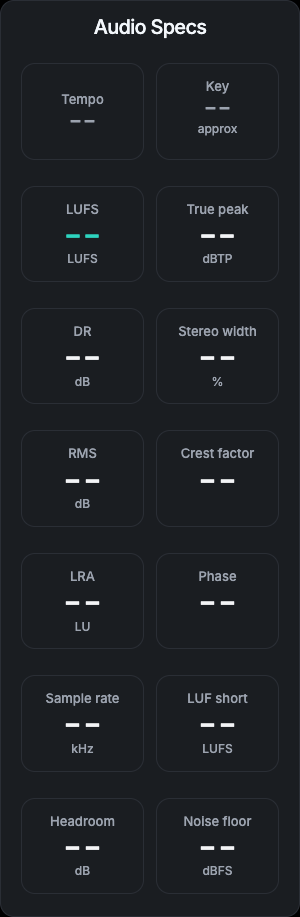 Audio Specs
Tempo
– –
Key
– –
approx
LUFS
– –
LUFS
True peak
– –
dBTP
DR
– –
dB
Stereo width
– –
%
RMS
– –
dB
Crest factor
– –
LRA
– –
LU
Phase
– –
Sample rate
– –
kHz
LUF short
– –
LUFS
Headroom
– –
dB
Noise floor
– –
dBFS